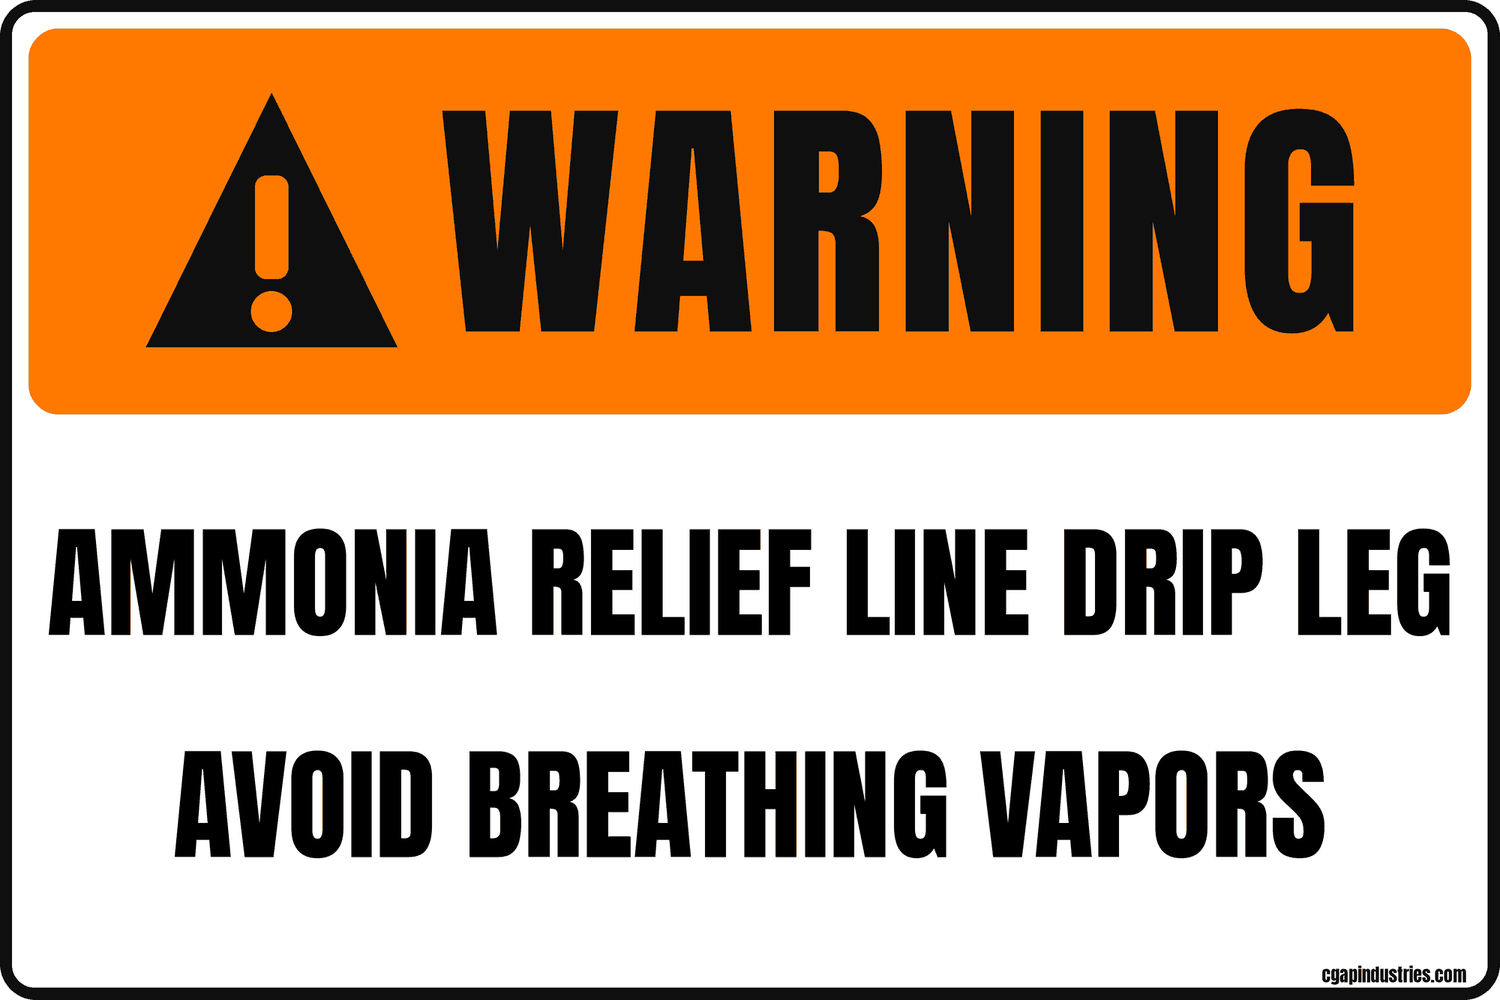 WARNING
AMMONIA RELIEF LINE DRIP LEG
AVOID BREATHING VAPORS
cgapindustries.com